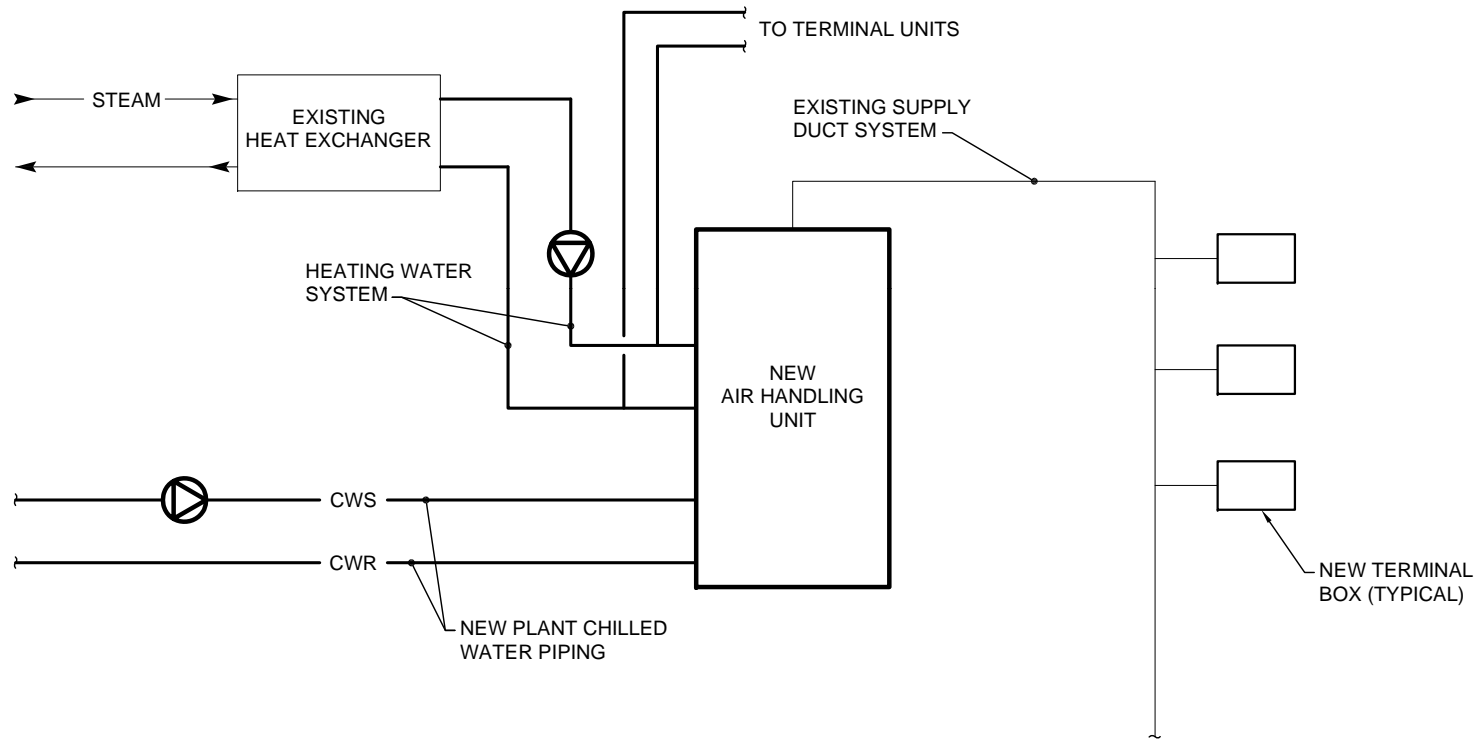 TO TERMINAL UNITS
STEAM
EXISTING
HEAT EXCHANGER
EXISTING SUPPLY
DUCT SYSTEM
HEATING WATER
SYSTEM
NEW
AIR HANDLING
UNIT
CWS
CWR
NEW PLANT CHILLED
WATER PIPING
NEW TERMINAL
BOX (TYPICAL)